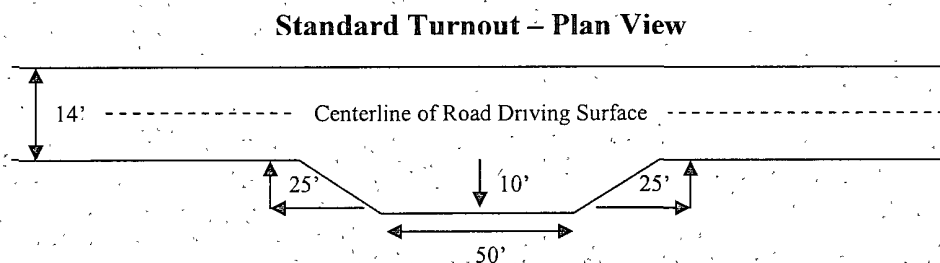 Standard Turnout – Plan View
14'
Centerline of Road Driving Surface
25'
10'
25'
50'